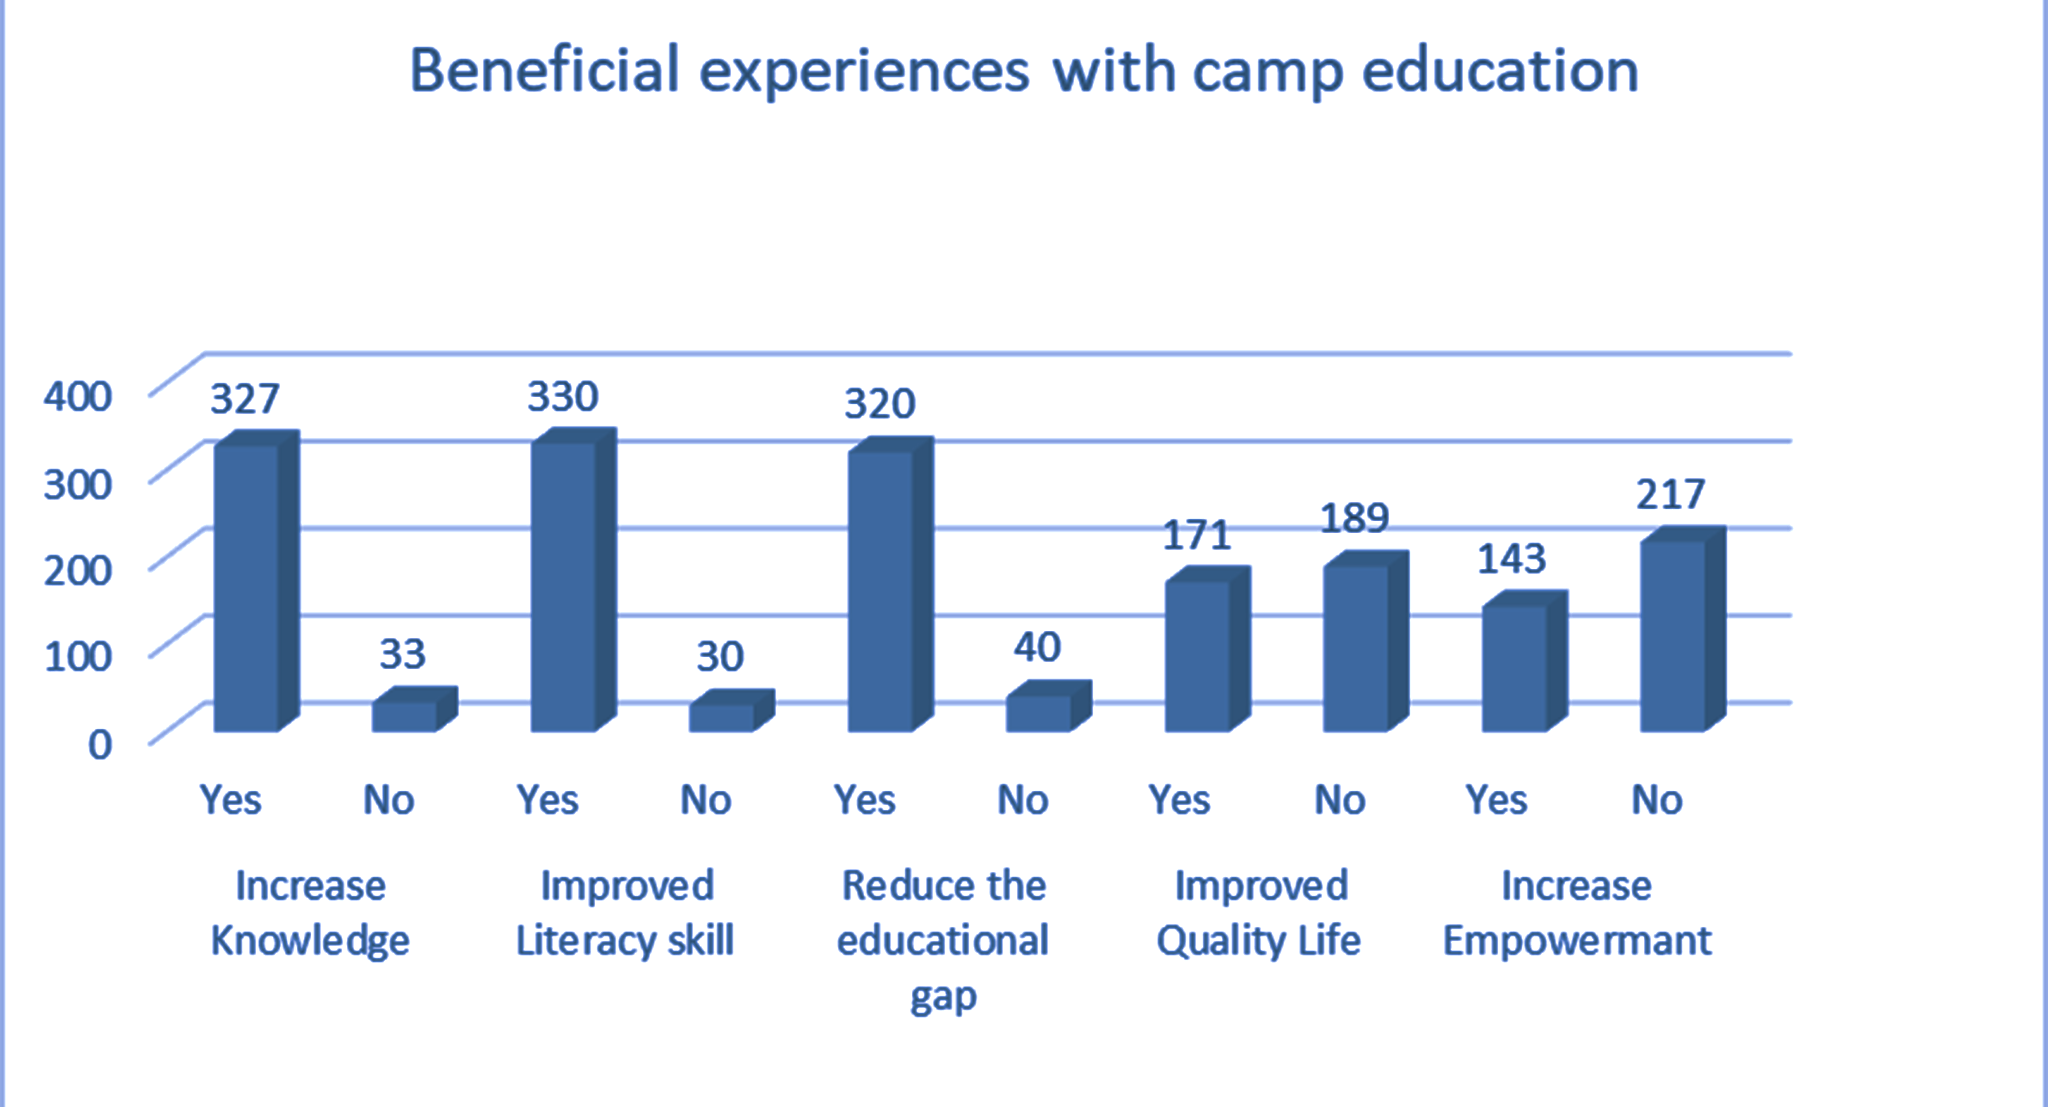 Beneficial experiences with camp education
400
300
200
100
0
327
33
330
30
320
40
171
189
143
217
Yes No Yes No Yes No Yes No Yes No
Increase
Knowledge
Improved
Literacy skill
Reduce the
educational
gap
Improved
Quality Life
Increase
Empowermant